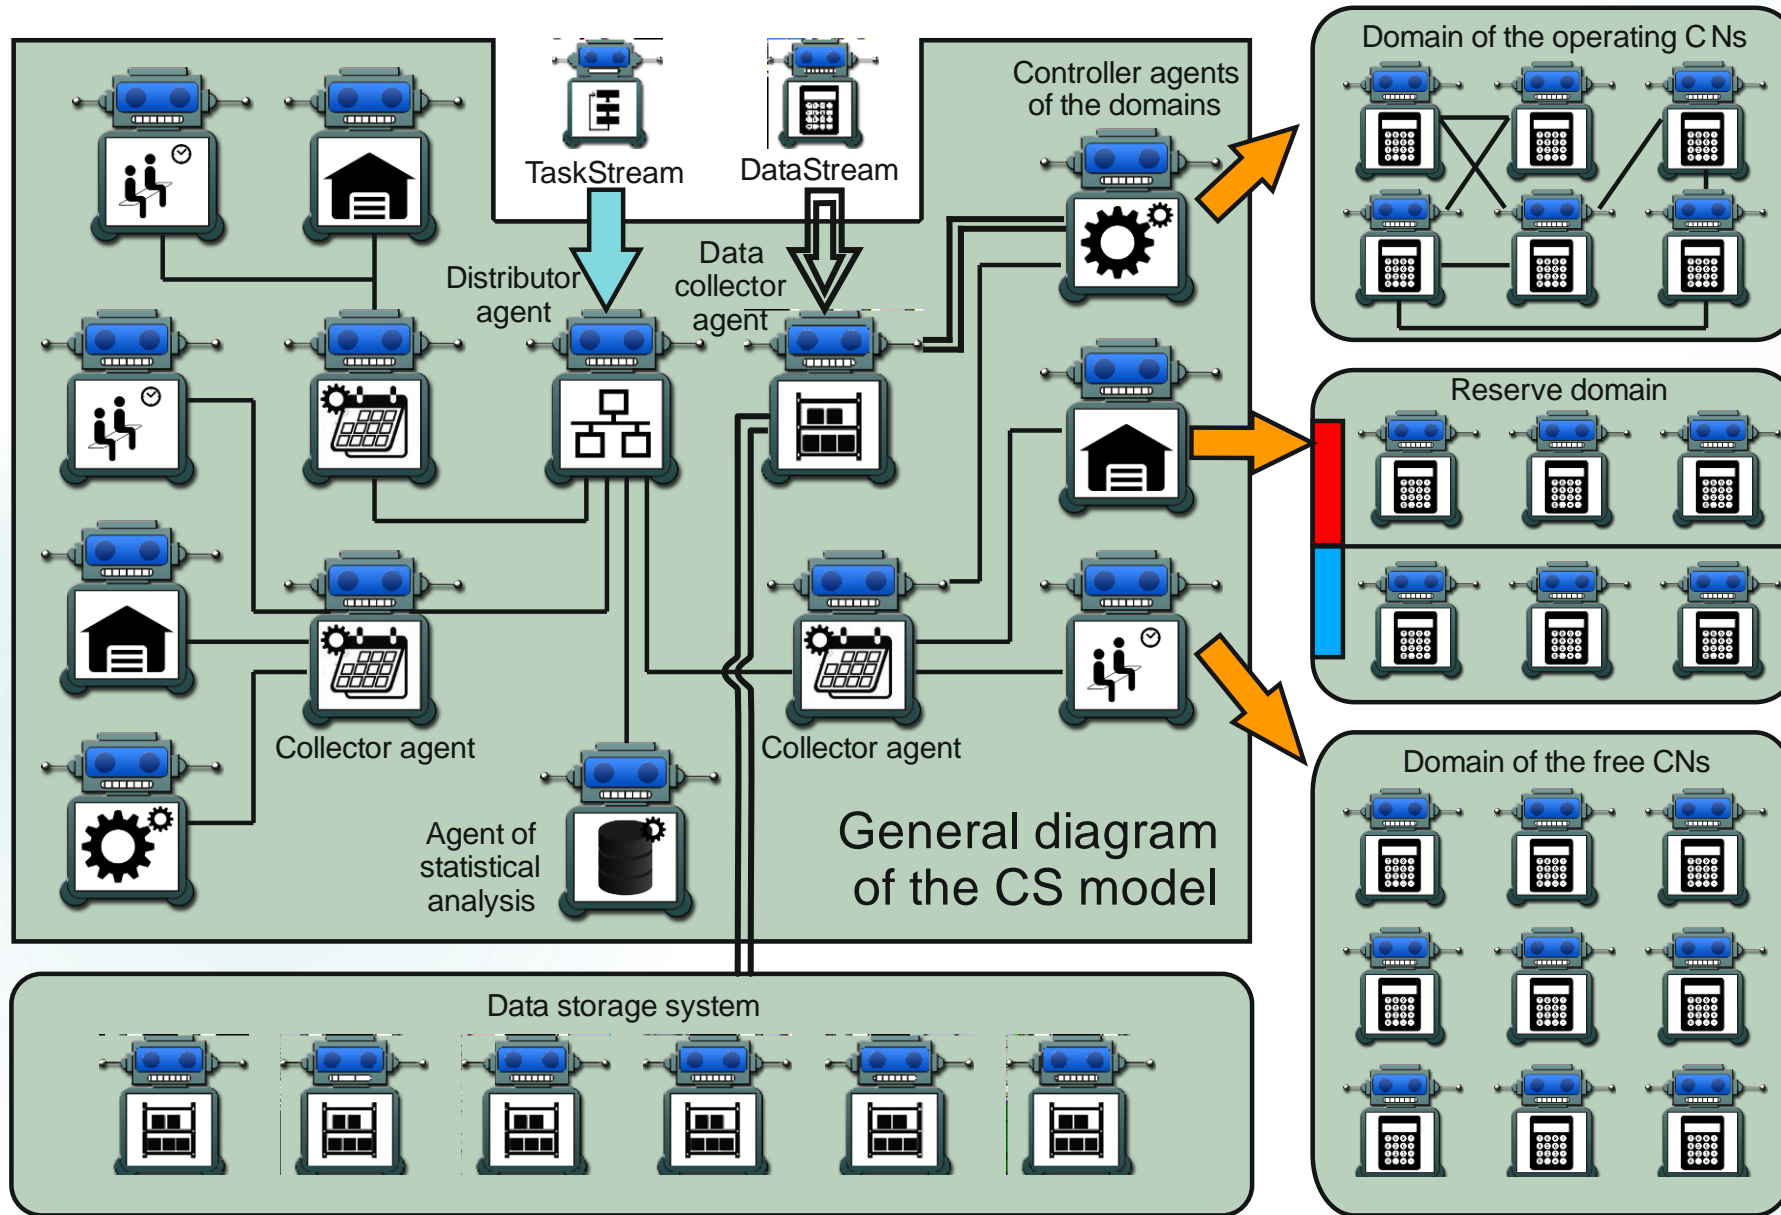 TaskStream
DataStream
Controller agents
of the domains
Domain of the operating CNs
Distributor
agent
Data
collector
agent
Reserve domain
Collector agent
Collector agent
Domain of the free CNs
Agent of
statistical
analysis
General diagram
of the CS model
Data storage system